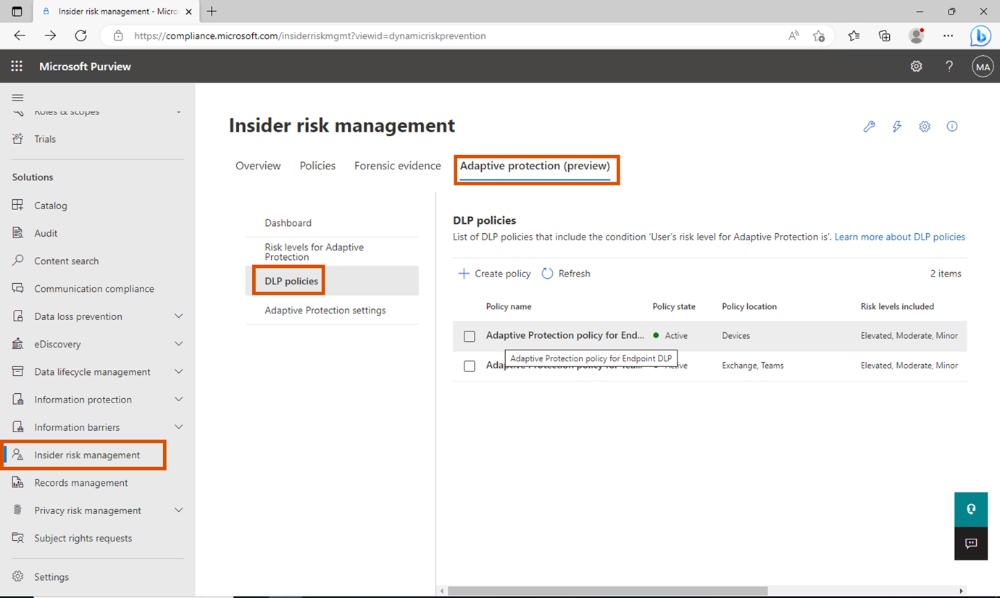 Insider risk management - Micro
https://compliance.microsoft.com/insiderriskmgmt?viewid=dynamicriskprevention
Microsoft Purview
MA
Roles & scopes
Trials
Solutions
Catalog
Audit
Content search
Communication compliance
Data loss prevention
eDiscovery
Data lifecycle management
Information protection
Information barriers
Insider risk management
Records management
Privacy risk management
Subject rights requests
Settings
Insider risk management
Overview Policies Forensic evidence Adaptive protection (preview)
Dashboard
Risk levels for Adaptive
Protection
DLP policies
Adaptive Protection settings
DLP policies
List of DLP policies that include the condition 'User's risk level for Adaptive Protection is'. Learn more about DLP policies
Create policy Refresh 2 items
Policy name Policy state Policy location Risk levels included
Adaptive Protection policy for End... Active Devices Elevated, Moderate, Minor
Adaptive Protection policy for Endpoint DLP
Exchange, Teams Elevated, Moderate, Minor